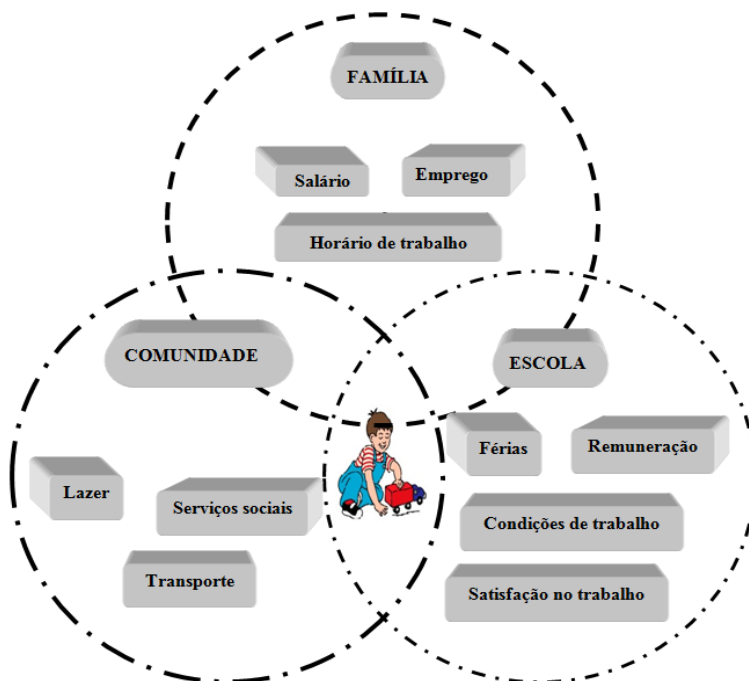 FAMÍLIA
Salário
Emprego
Horário de trabalho
COMUNIDADE
ESCOLA
Férias
Remuneração
Lazer
Serviços sociais
Condições de trabalho
Transporte
Satisfação no trabalho